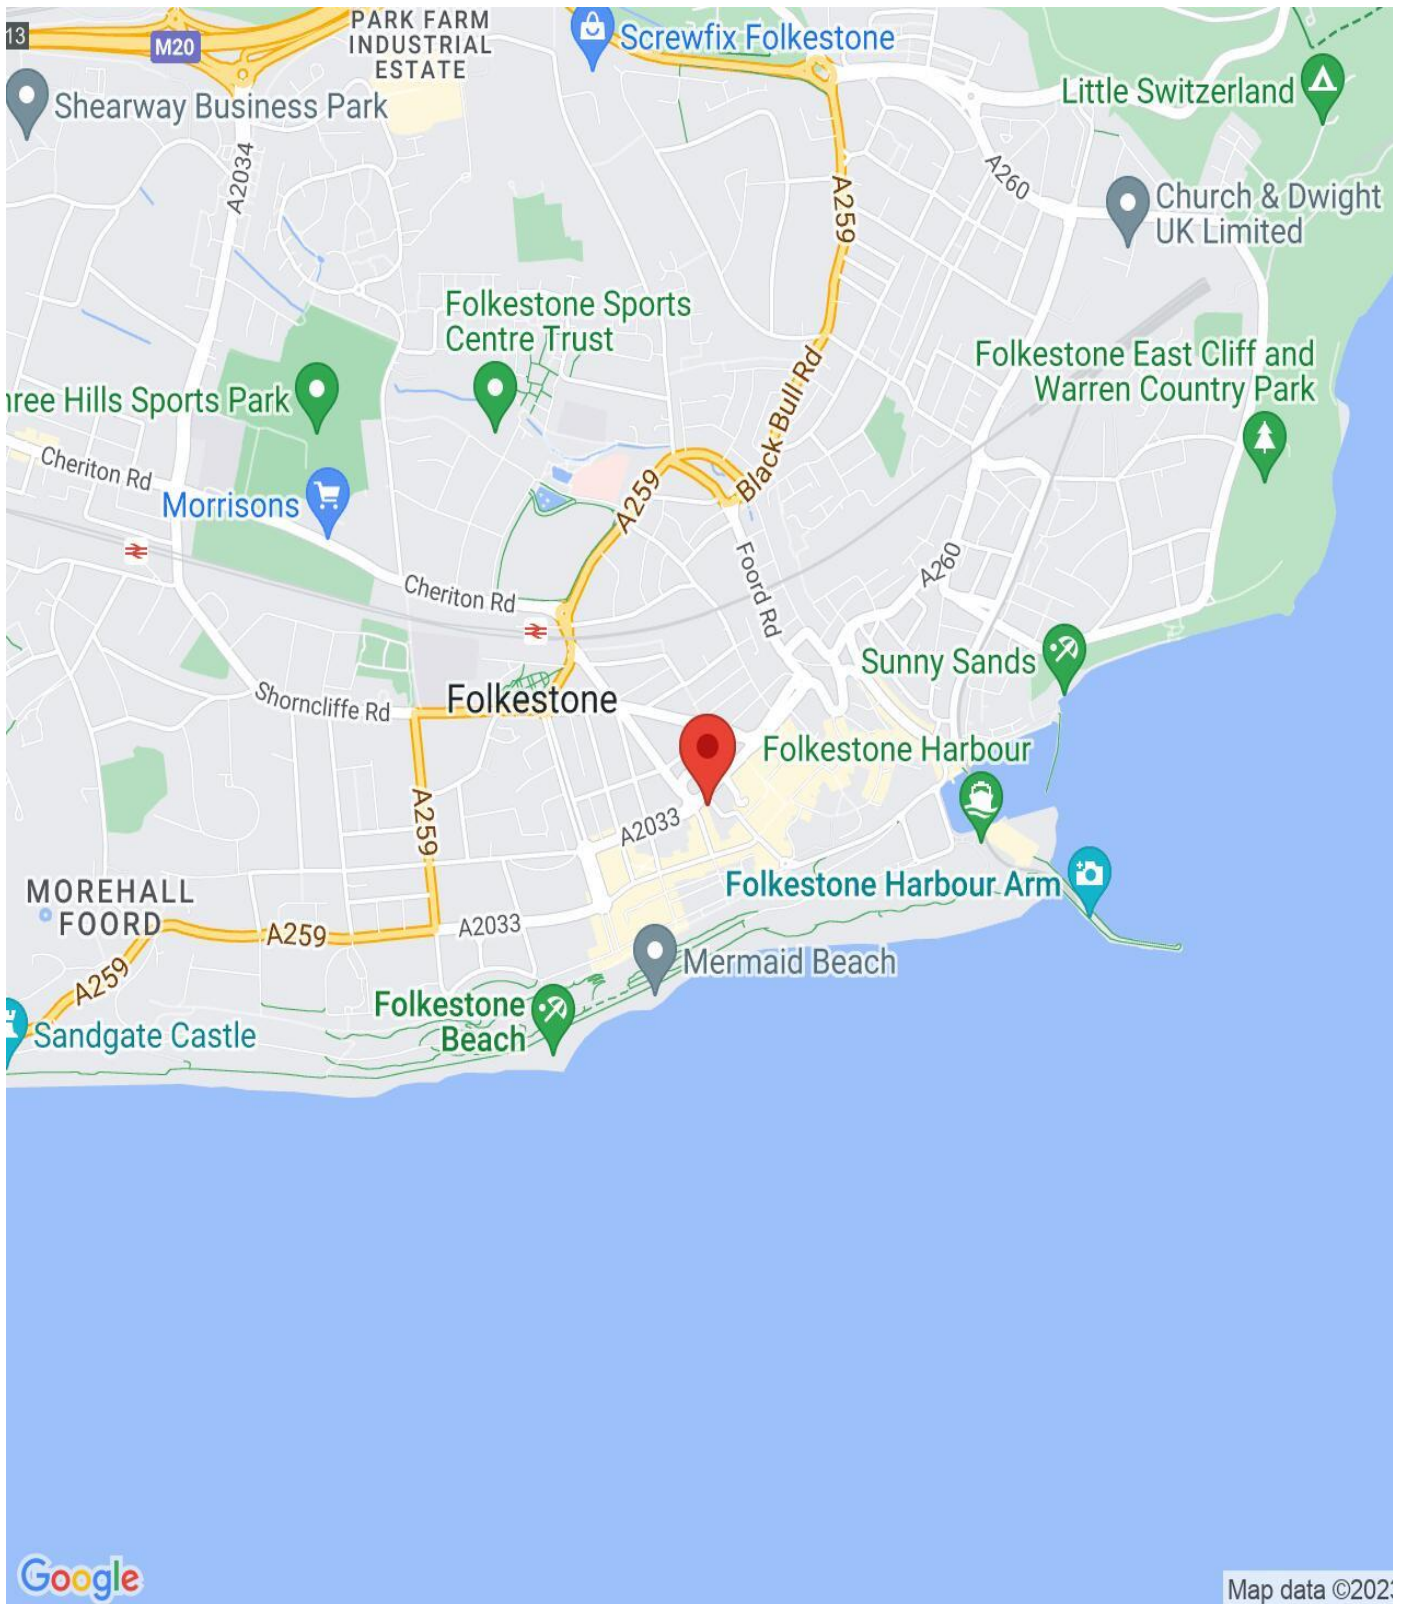 13
M20
PARK FARM
INDUSTRIAL
ESTATE
Screwfix Folkestone
Shearway Business Park
Little Switzerland
A2034
A259
A260
Church & Dwight
UK Limited
Folkestone Sports
Centre Trust
Folkestone East Cliff and
Warren Country Park
hree Hills Sports Park
Black Bull Rd
Cheriton Rd
Morrisons
A259
Foord Rd
A260
Cheriton Rd
Sunny Sands
Shorncliffe Rd
Folkestone
Folkestone Harbour
A259
A2033
MOREHALL
FOORD
Folkestone Harbour Arm
A259
A2033
Mermaid Beach
A259
Folkestone
Beach
Sandgate Castle
Google
Map data ©2023